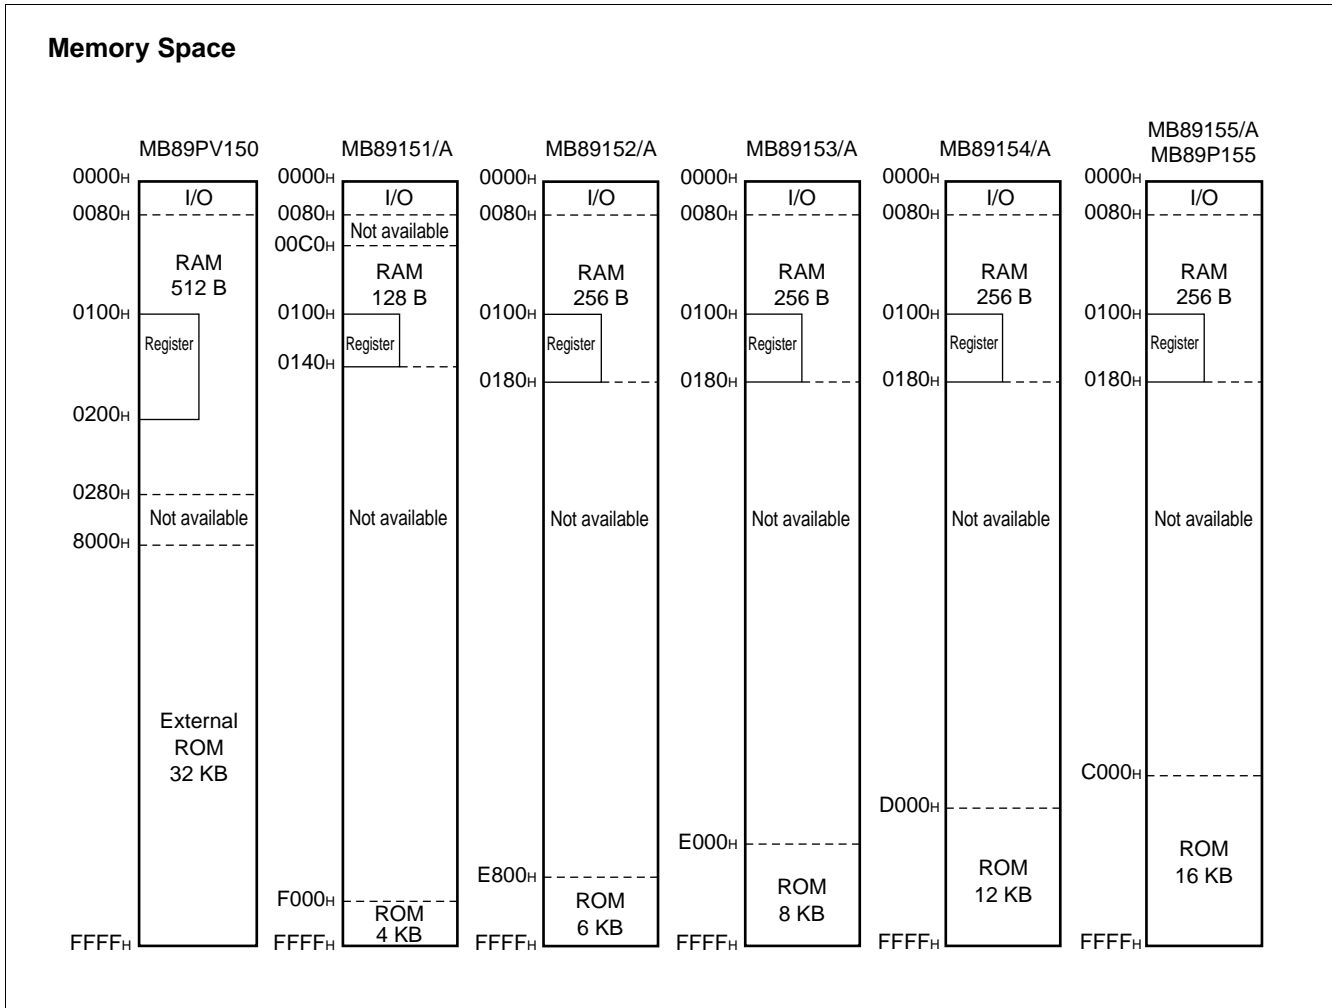 Memory Space
MB89PV150
0000H
I/O
0080H
RAM
512 B
0100H
Register
0200H
0280H
Not available
8000H
External
ROM
32 KB
FFFFH
MB89151/A
0000H
I/O
0080H
Not available
00C0H
RAM
128 B
0100H
Register
0140H
Not available
F000H
ROM
4 KB
FFFFH
MB89152/A
0000H
I/O
0080H
RAM
256 B
0100H
Register
0180H
Not available
E800H
ROM
6 KB
FFFFH
MB89153/A
0000H
I/O
0080H
RAM
256 B
0100H
Register
0180H
Not available
E000H
ROM
8 KB
FFFFH
MB89154/A
0000H
I/O
0080H
RAM
256 B
0100H
Register
0180H
Not available
D000H
ROM
12 KB
FFFFH
MB89155/A
MB89P155
0000H
I/O
0080H
RAM
256 B
0100H
Register
0180H
Not available
C000H
ROM
16 KB
FFFFH